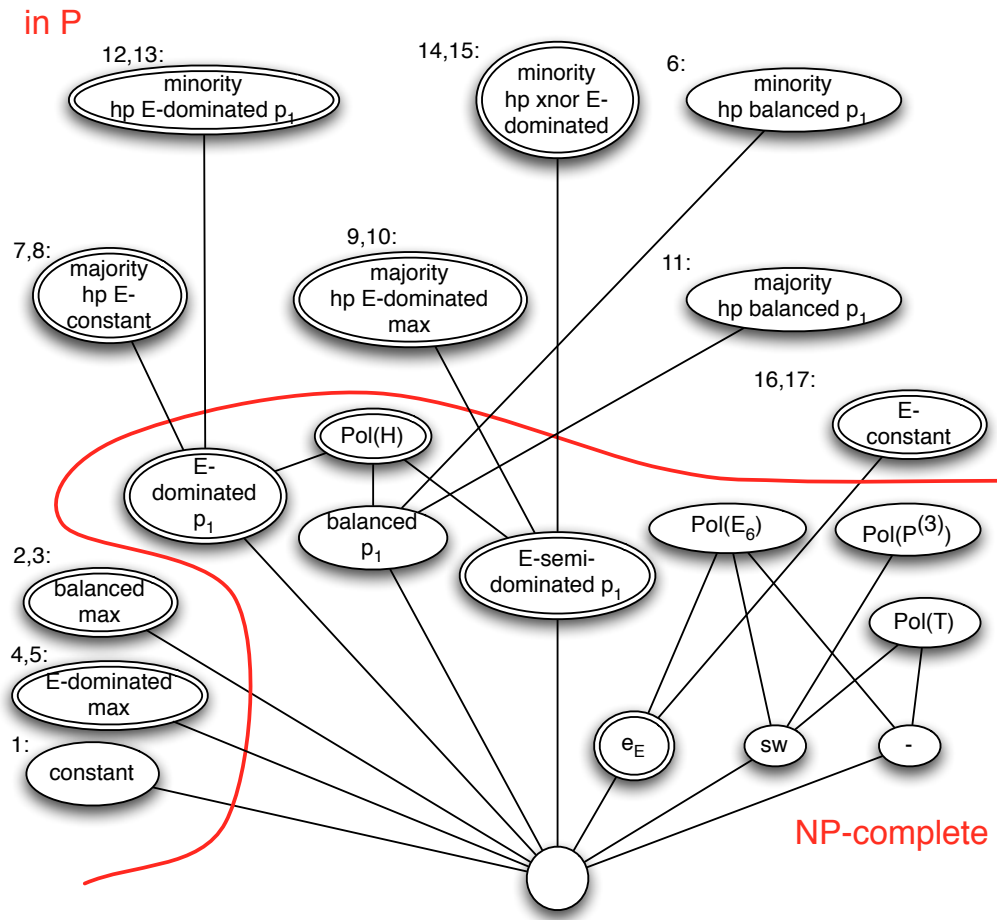 in P
12,13:
minority
hp E-dominated p₁
14,15:
minority
hp xnor E-
dominated
6:
minority
hp balanced p₁
7,8:
majority
hp E-
constant
9,10:
majority
hp E-dominated
max
11:
majority
hp balanced p₁
16,17:
E-
constant
Pol(H)
E-
dominated
p₁
balanced
p₁
E-semi-
dominated p₁
Pol(E₆)
Pol(P⁽³⁾)
2,3:
balanced
max
Pol(T)
4,5:
E-dominated
max
1:
constant
e_E
sw
-
NP-complete